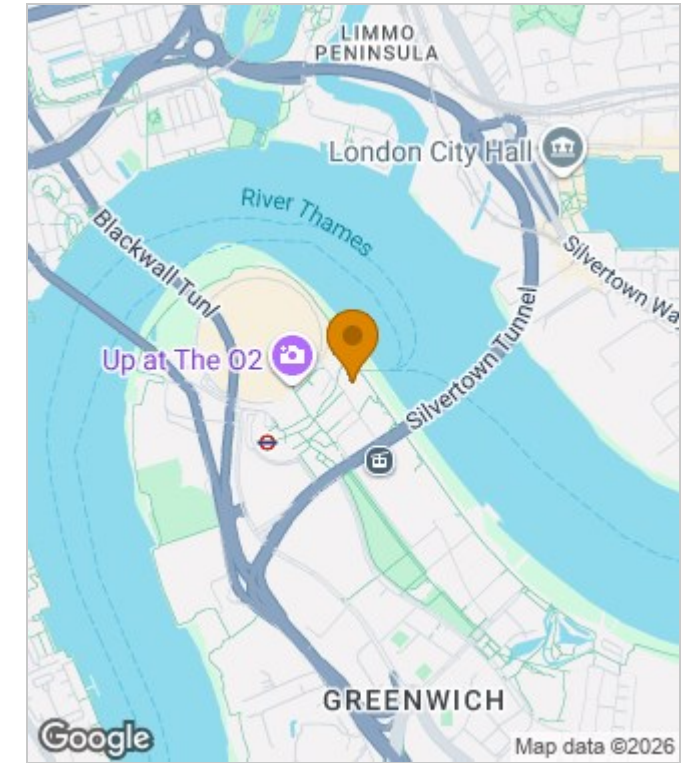 LIMMO
PENINSULA
London City Hall
River Thames
Blackwall Tunl
Silvertown Way
Up at The O2
Silvertown Tunnel
GREENWICH
Google
Map data ©2026